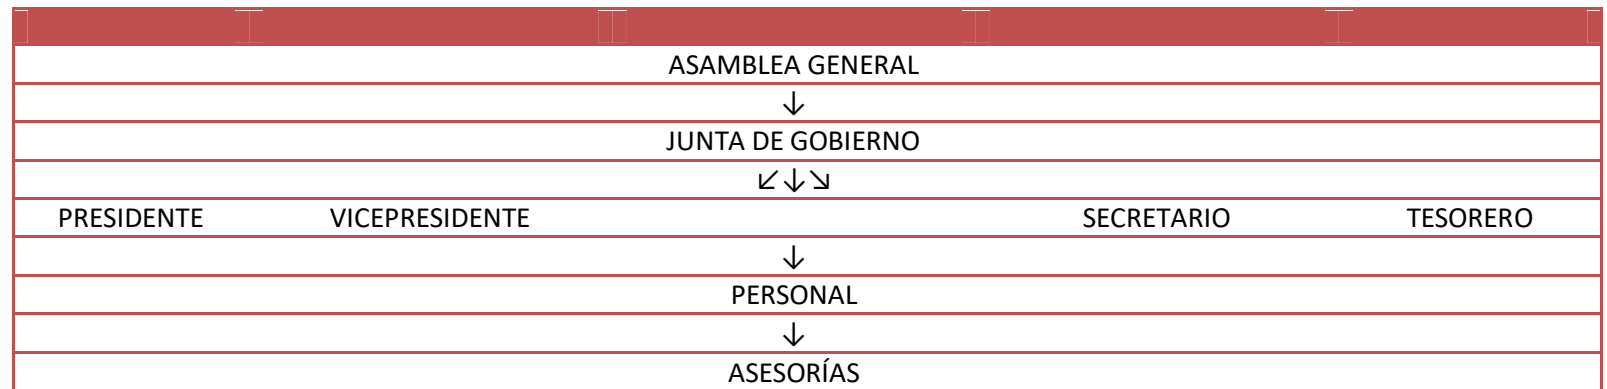 ASAMBLEA GENERAL
↓
JUNTA DE GOBIERNO
↙↓↘
PRESIDENTE VICEPRESIDENTE SECRETARIO TESORERO
↓
PERSONAL
↓
ASESORÍAS